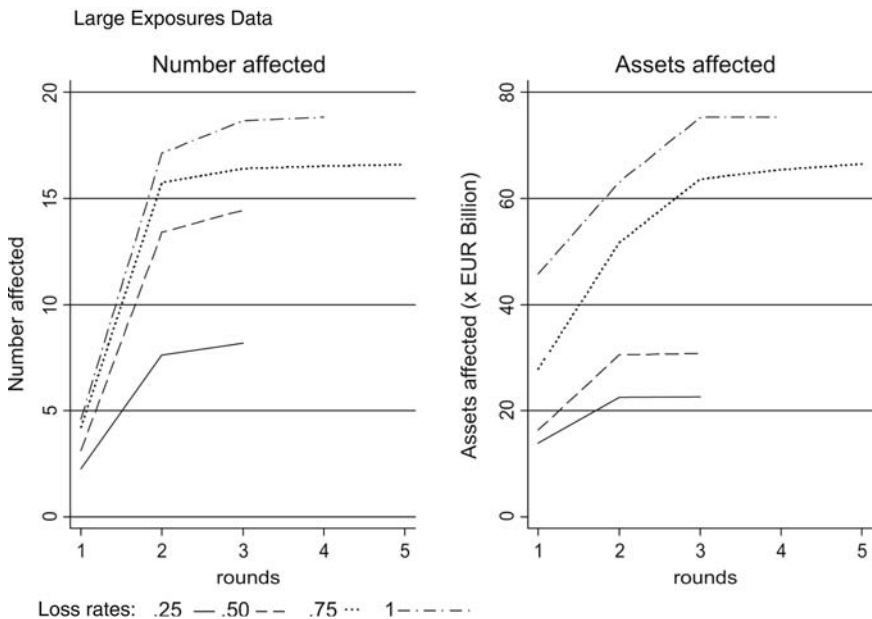 Large Exposures Data
Number affected
Number affected
20
15
10
5
0
1 2 3 4 5
rounds
Assets affected
Assets affected (x EUR Billion)
80
60
40
20
0
1 2 3 4 5
rounds
Loss rates: .25 .50 .75 1